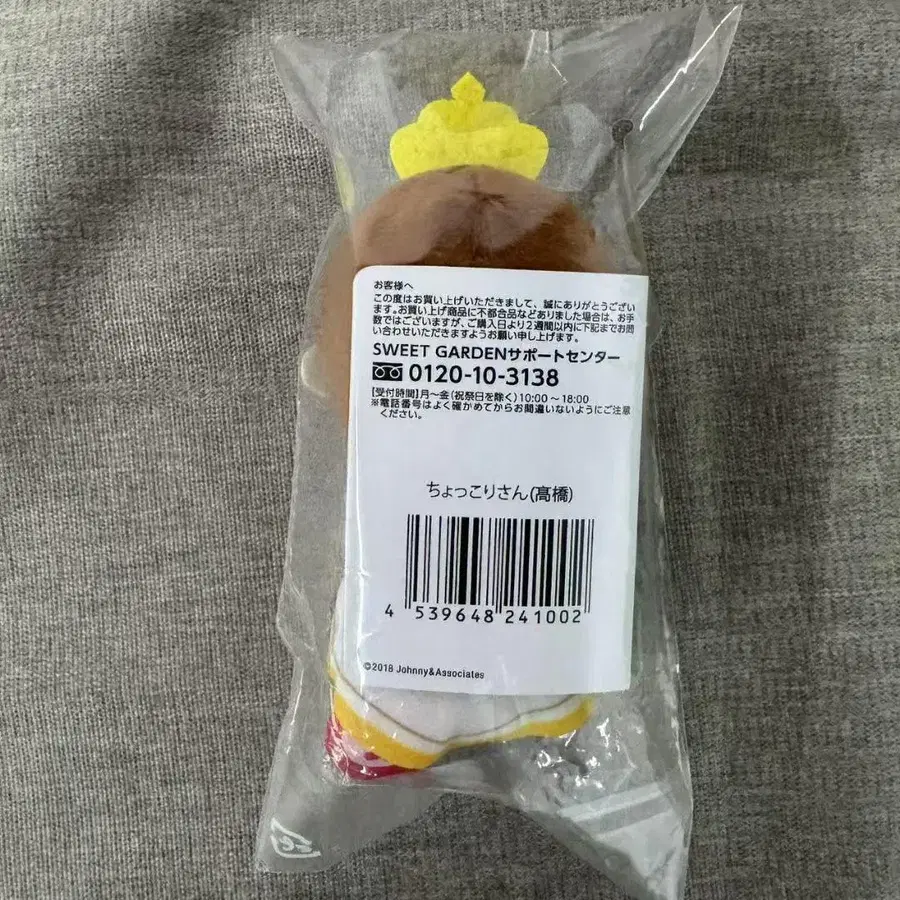 お客様へ
この度はお買い上げいただきまして、誠にありがとうござい
ます。お買い上げ商品に不都合品などありました場合は、お手
数ではございますが、ご購入日より2週間以内に下記までお問
い合わせいただきますようお願い申し上げます。
SWEET GARDENサポートセンター
0120-10-3138
【受付時間】月～金(祝祭日を除く)10:00～18:00
※電話番号はよく確かめてからお間違いないようにご注意
ください。
ちょっこりさん(髙橋)
4 539648 241002
©2018 Johnny&Associates